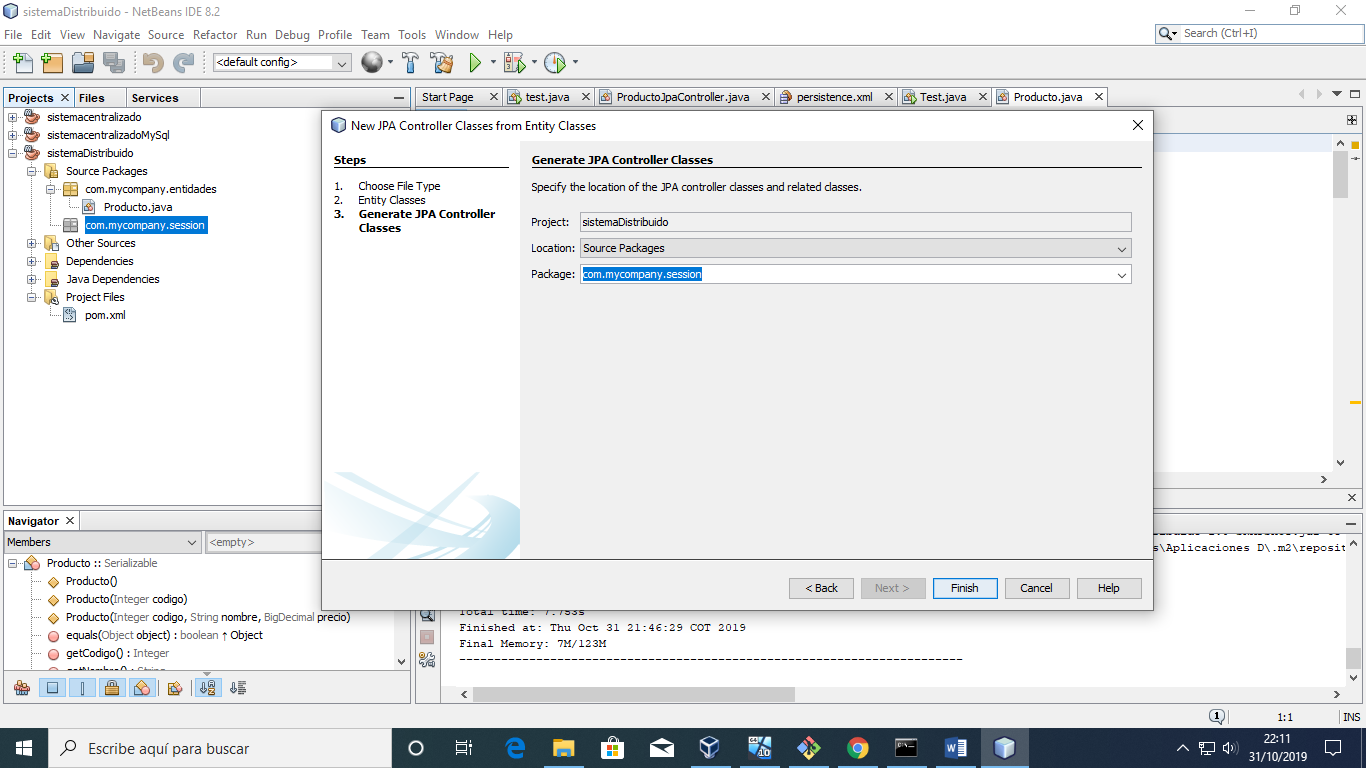 sistemaDistribuido - NetBeans IDE 8.2
File Edit View Navigate Source Refactor Run Debug Profile Team Tools Window Help
Search (Ctrl+I)
<default config>
Projects Files Services
Start Page test.java ProductoJpaController.java persistence.xml Test.java Producto.java
sistemacentralizado
sistemacentralizadoMySql
sistemaDistribuido
Source Packages
com.mycompany.entidades
Producto.java
com.mycompany.session
Other Sources
Dependencies
Java Dependencies
Project Files
pom.xml
New JPA Controller Classes from Entity Classes
Steps
1. Choose File Type
2. Entity Classes
3. Generate JPA Controller
Classes
Generate JPA Controller Classes
Specify the location of the JPA controller classes and related classes.
Project: sistemaDistribuido
Location: Source Packages
Package: com.mycompany.session
< Back Next > Finish Cancel Help
Navigator
Members <empty>
Producto :: Serializable
Producto()
Producto(Integer codigo)
Producto(Integer codigo, String nombre, BigDecimal precio)
equals(Object object) : boolean ↑ Object
getCodigo() : Integer
s\Aplicaciones D\.m2\reposit
Total time: 7.753s
Finished at: Thu Oct 31 21:46:29 COT 2019
Final Memory: 7M/123M
------------------------------------------------------------------------
1 1:1 INS
Escribe aquí para buscar
22:11
31/10/2019